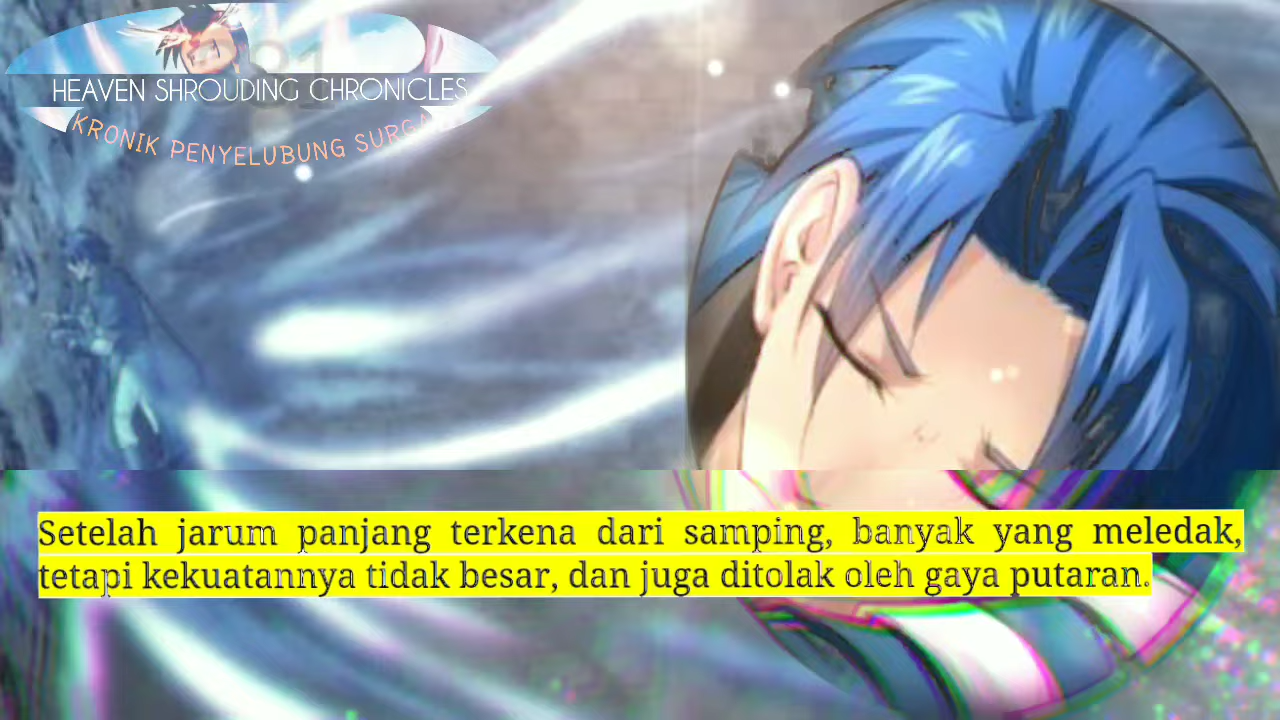 HEAVEN SHROUDING CHRONICLES
KRONIK PENYELUBUNG SURGA
Setelah jarum panjang terkena dari samping, banyak yang meledak,
tetapi kekuatannya tidak besar, dan juga ditolak oleh gaya putaran.